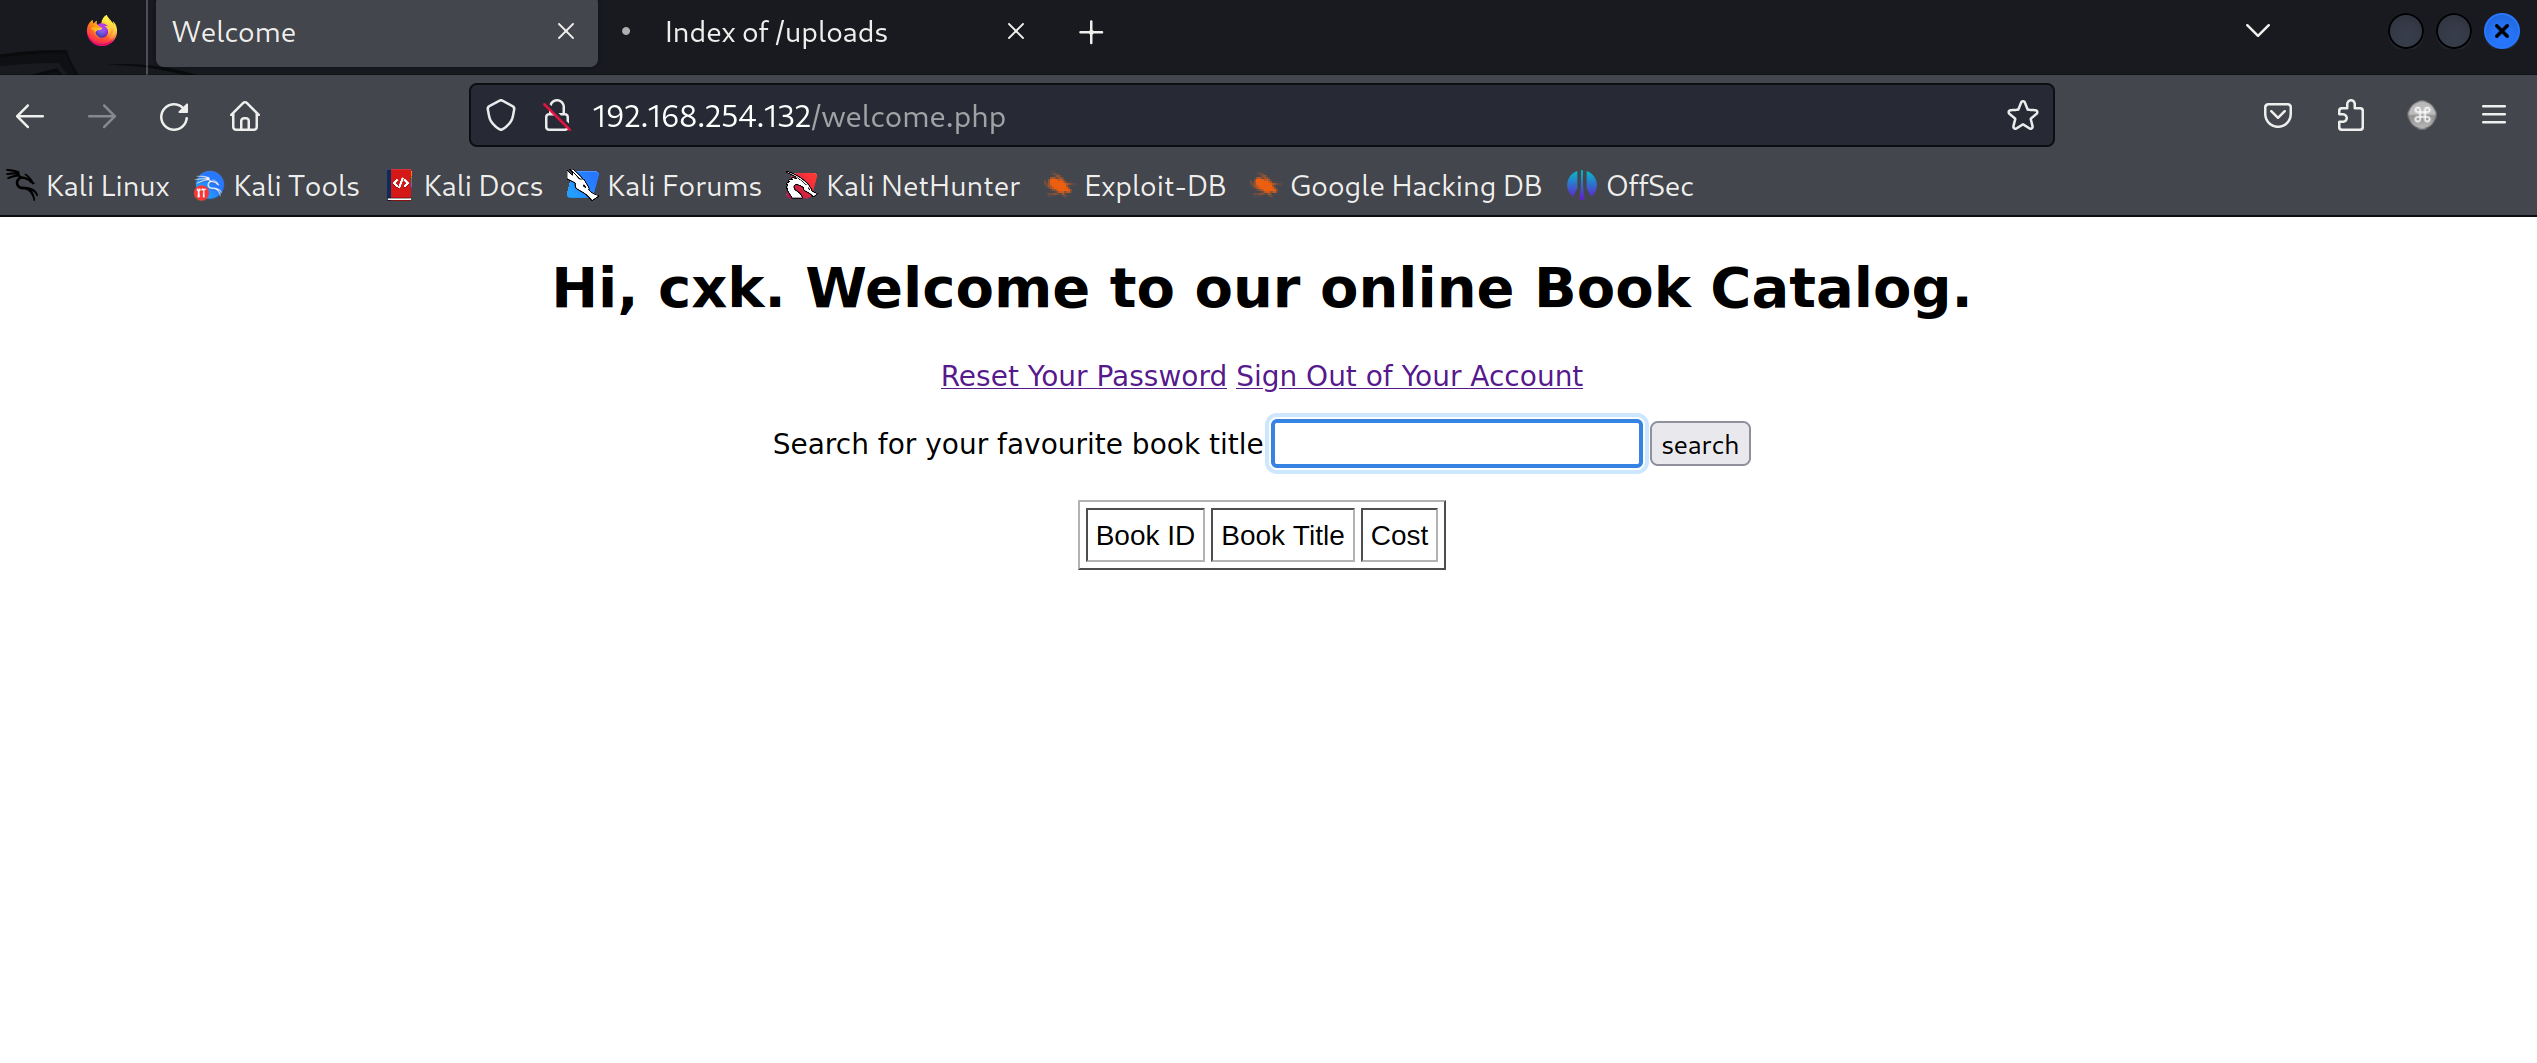 Welcome
Index of /uploads
192.168.254.132/welcome.php
Kali Linux Kali Tools Kali Docs Kali Forums Kali NetHunter Exploit-DB Google Hacking DB OffSec
Hi, cxk. Welcome to our online Book Catalog.
Reset Your Password Sign Out of Your Account
Search for your favourite book title search
Book ID Book Title Cost